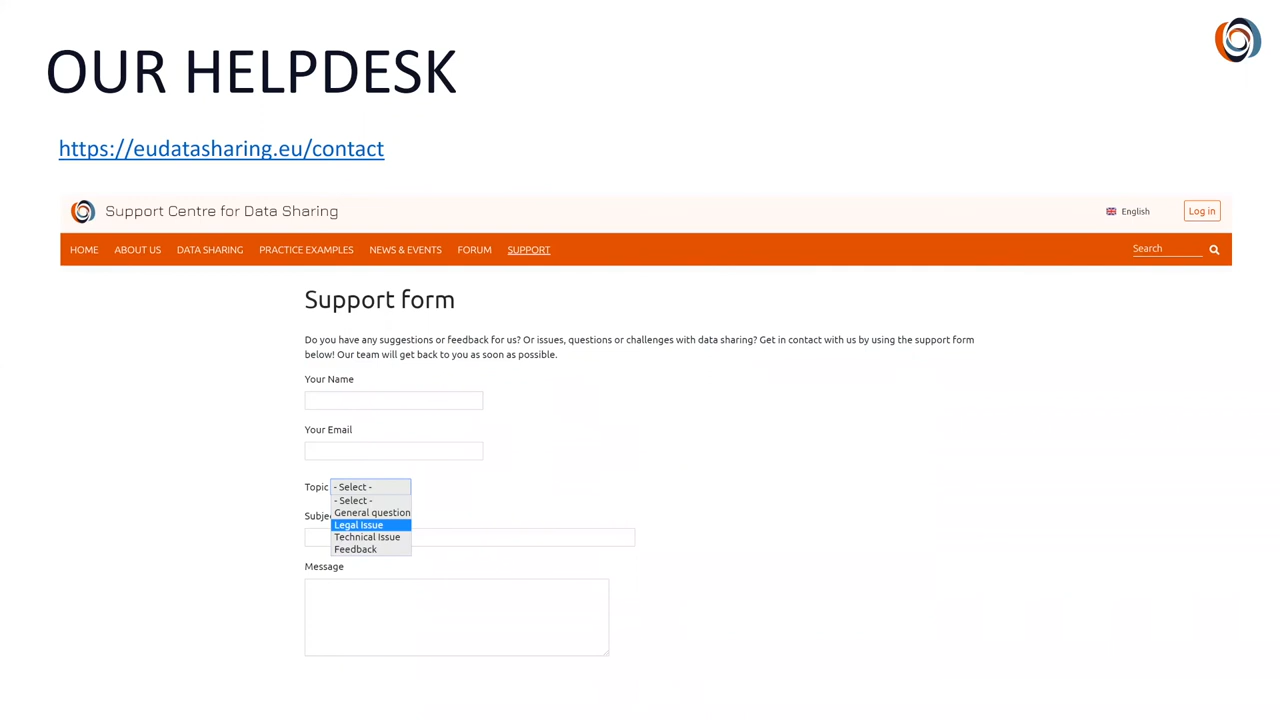 OUR HELPDESK
https://eudatasharing.eu/contact
Support Centre for Data Sharing
English
Log in
HOME ABOUT US DATA SHARING PRACTICE EXAMPLES NEWS & EVENTS FORUM SUPPORT
Search
Support form
Do you have any suggestions or feedback for us? Or issues, questions or challenges with data sharing? Get in contact with us by using the support form
below! Our team will get back to you as soon as possible.
Your Name
Your Email
Topic - Select -
- Select -
General question
Subje
Legal Issue
Technical Issue
Feedback
Message